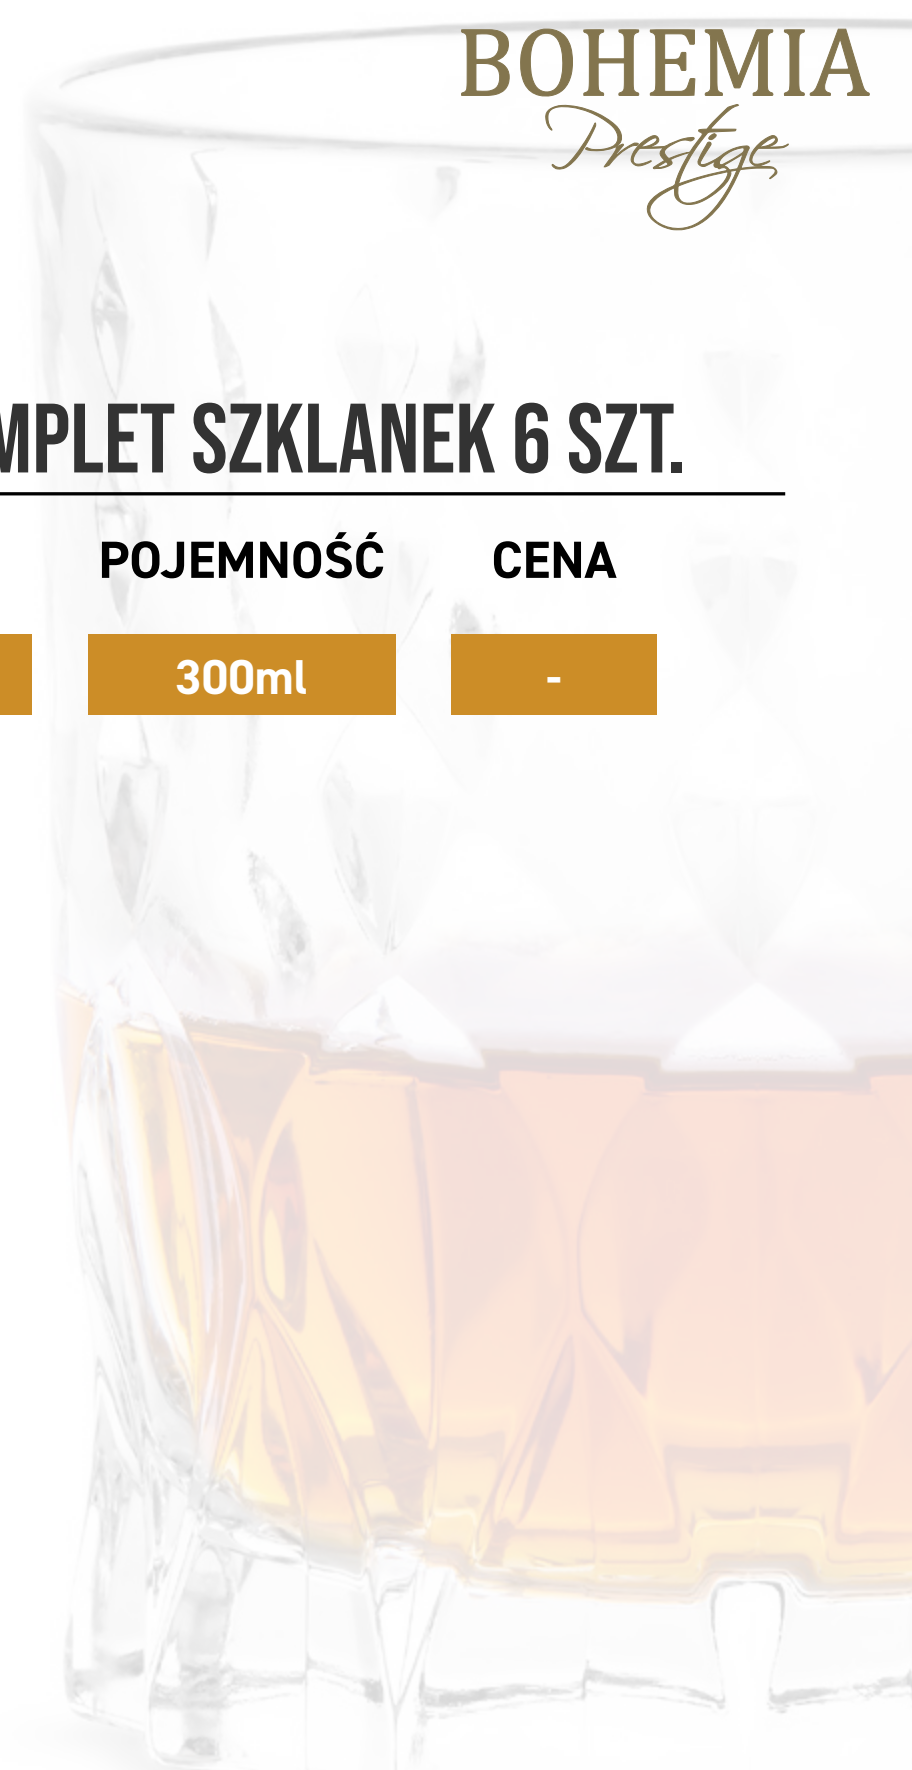 BOHEMIA
Prestige
MPLET SZKLANEK 6 SZT.
POJEMNOŚĆ CENA
300ml -